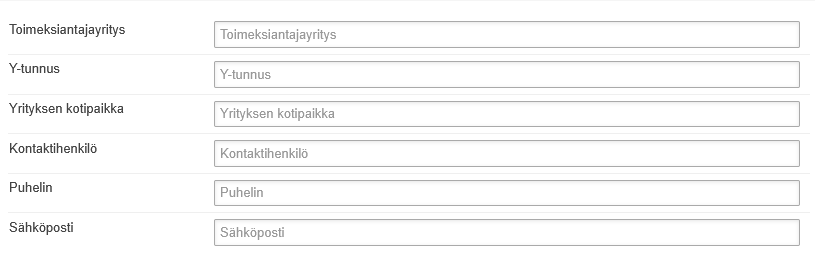 Toimeksiantajayritys Toimeksiantajayritys
Y-tunnus Y-tunnus
Yrityksen kotipaikka Yrityksen kotipaikka
Kontaktihenkilö Kontaktihenkilö
Puhelin Puhelin
Sähköposti Sähköposti